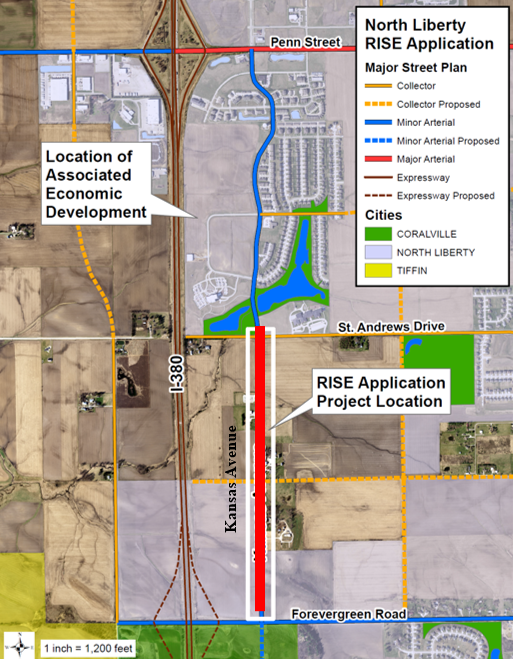 North Liberty
RISE Application
Major Street Plan
Collector
Collector Proposed
Minor Arterial
Minor Arterial Proposed
Major Arterial
Expressway
Expressway Proposed
Cities
CORALVILLE
NORTH LIBERTY
TIFFIN
Penn Street
Location of
Associated
Economic
Development
St. Andrews Drive
I-380
RISE Application
Project Location
Kansas Avenue
Forevergreen Road
1 inch = 1,200 feet